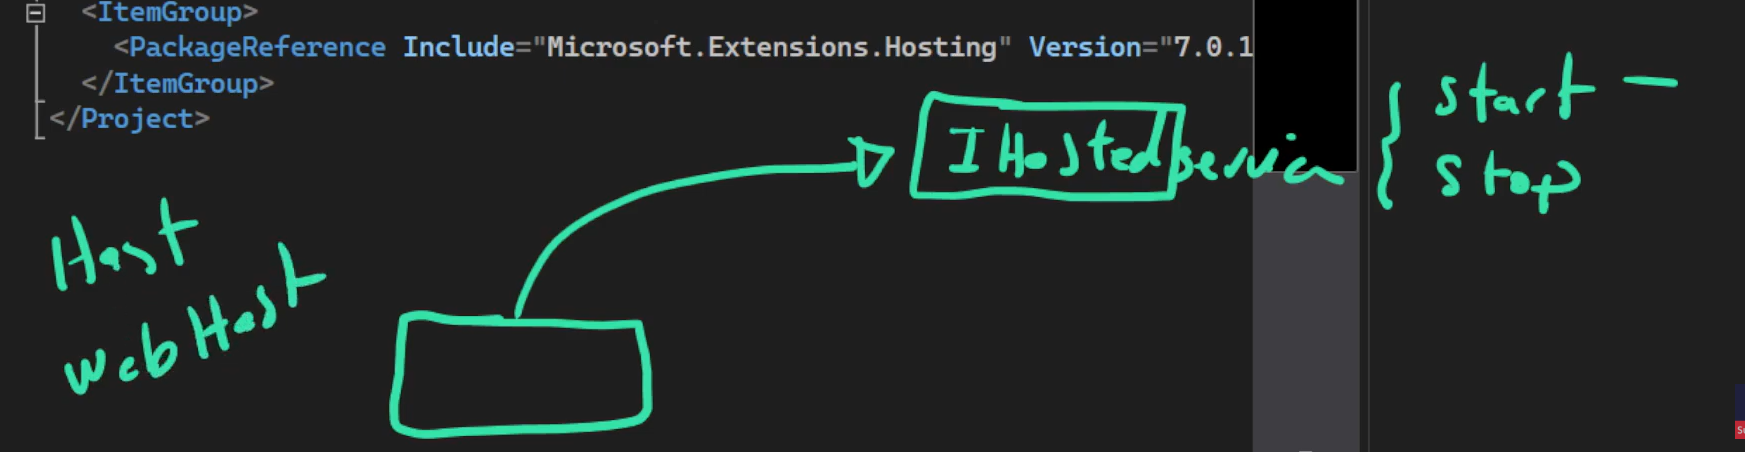 <ItemGroup>
<PackageReference Include="Microsoft.Extensions.Hosting" Version="7.0.1
</ItemGroup>
</Project>
IHostedservice
start -
stop
Host
webHost